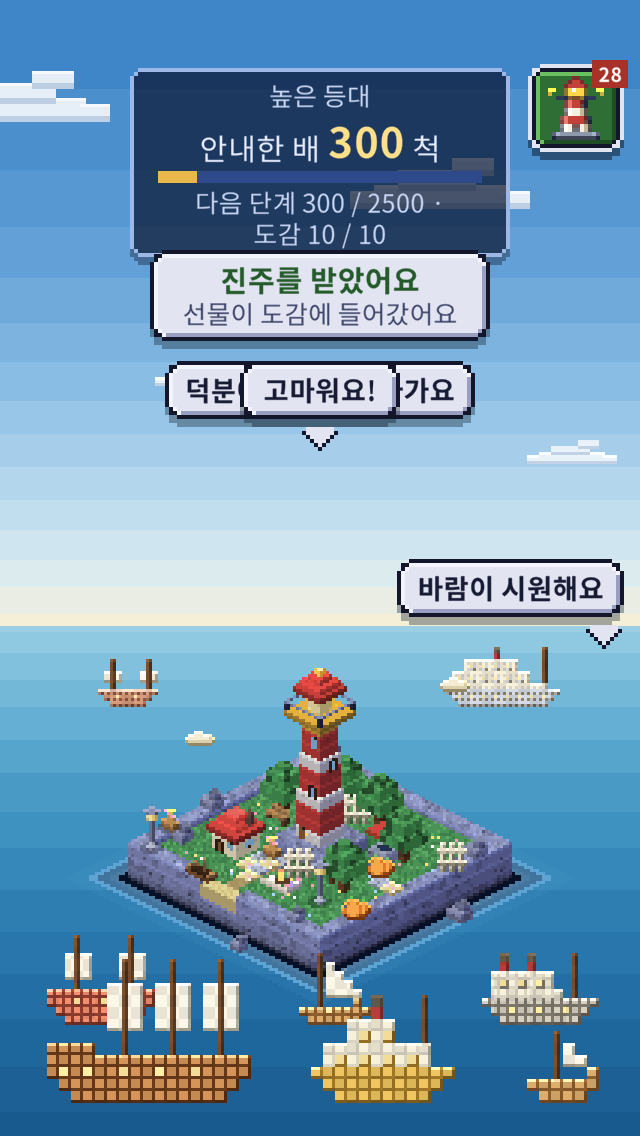 높은 등대
28
안내한 배 300 척
다음 단계 300 / 2500 ·
도감 10 / 10
진주를 받았어요
선물이 도감에 들어갔어요
덕분
고마워요!
가요
바람이 시원해요